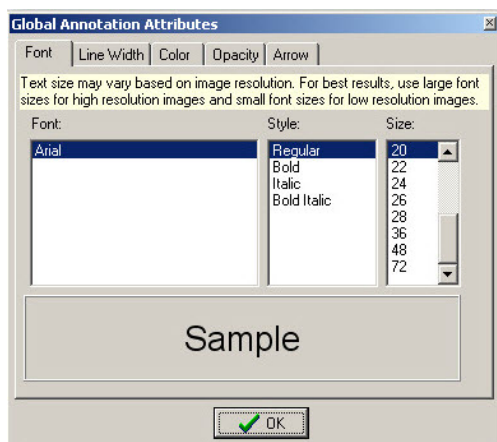 Global Annotation Attributes
Font Line Width Color Opacity Arrow
Text size may vary based on image resolution. For best results, use large font
sizes for high resolution images and small font sizes for low resolution images.
Font: Style: Size:
Arial Regular 20
Bold 22
Italic 24
Bold Italic 26
28
36
48
72
Sample
OK